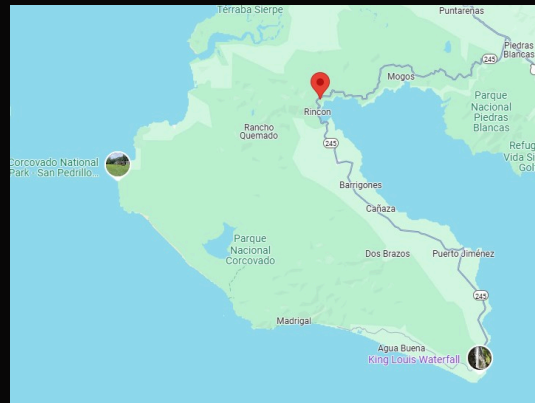 Térraba Sierpe
Puntarenas
Piedras
Blancas
245
Mogos
Parque
Nacional
Piedras
Blancas
Rincon
Rancho
Quemado
245
Refug
Vida Si
Gol
Corcovado National
Park - San Pedrillo...
Barrigones
Cañaza
Parque
Nacional
Corcovado
Dos Brazos
Puerto Jiménez
245
Madrigal
Agua Buena
King Louis Waterfall